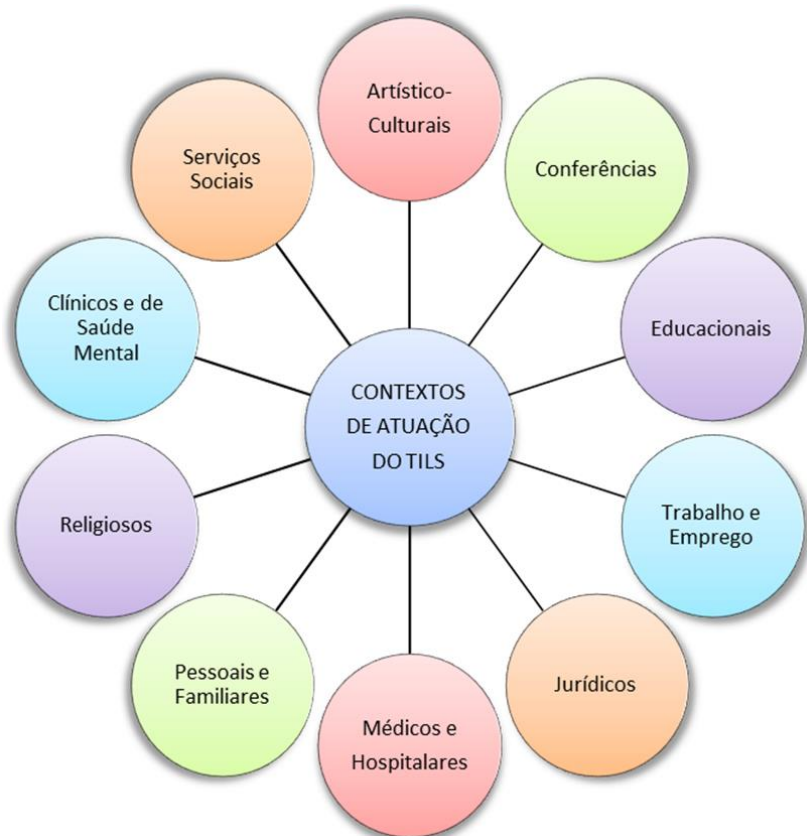 Artístico-
Culturais
Conferências
Educacionais
Trabalho e
Emprego
Jurídicos
Médicos e
Hospitalares
Pessoais e
Familiares
Religiosos
Clínicos e de
Saúde
Mental
Serviços
Sociais
CONTEXTOS
DE ATUAÇÃO
DO TILS